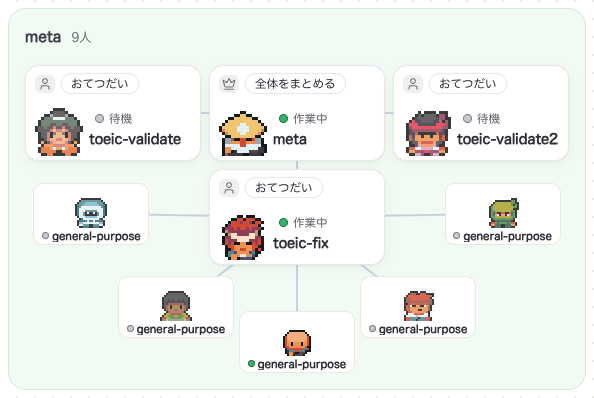 meta 9人
おてつだい
待機
toeic-validate
全体をまとめる
作業中
meta
おてつだい
待機
toeic-validate2
おてつだい
作業中
toeic-fix
general-purpose
general-purpose
general-purpose
general-purpose
general-purpose